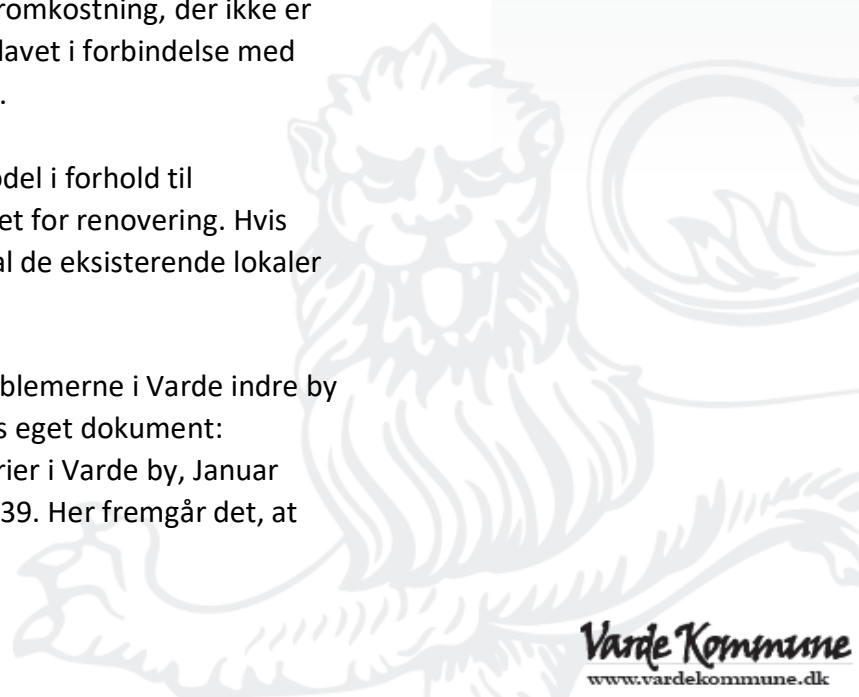 romkostning, der ikke er
lavet i forbindelse med
.
del i forhold til
et for renovering. Hvis
al de eksisterende lokaler
blemerne i Varde indre by
s eget dokument:
rier i Varde by, Januar
39. Her fremgår det, at
Varde Kommune
www.vardekommune.dk